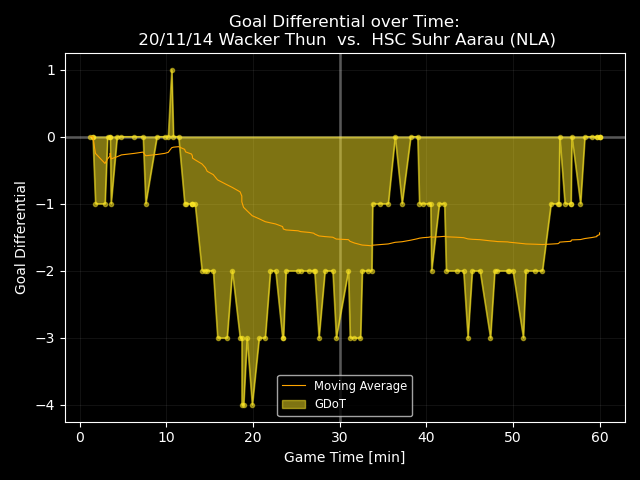 Goal Differential over Time:
20/11/14 Wacker Thun  vs.  HSC Suhr Aarau (NLA)
1
0
−1
−2
−3
−4
Goal Differential
Moving Average
GDoT
0 10 20 30 40 50 60
Game Time [min]